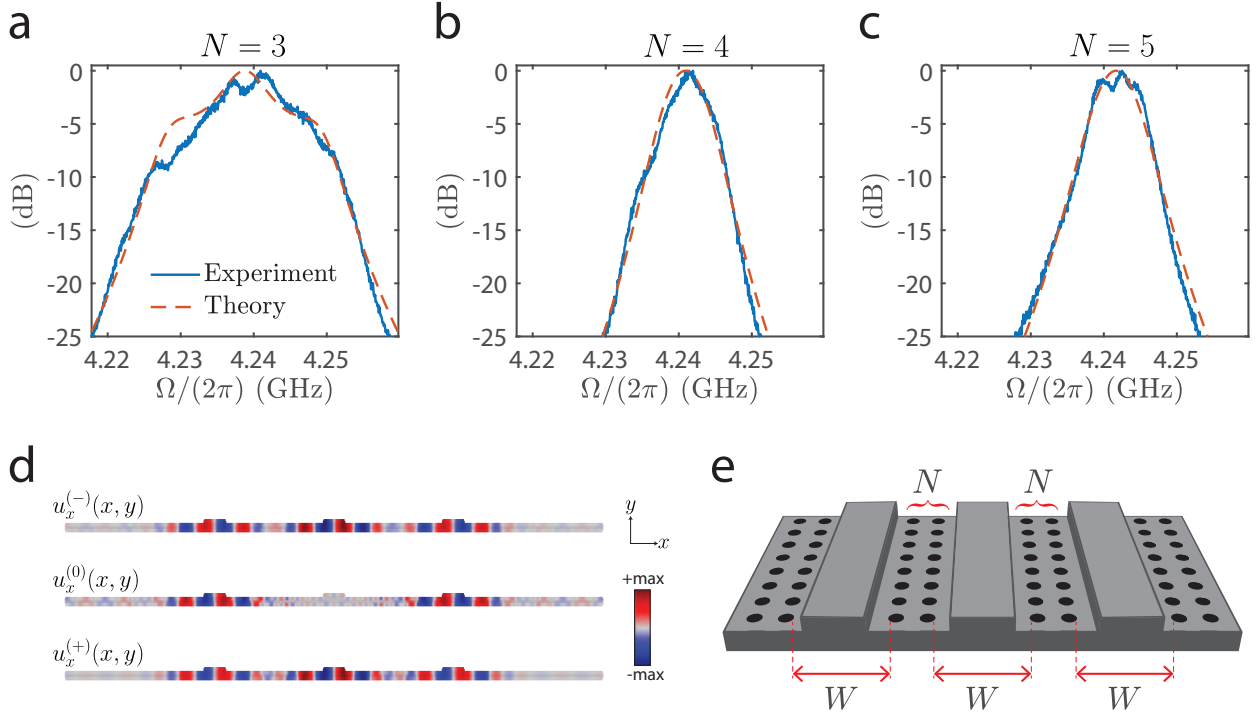 a
N = 3
0
-5
-10
-15
-20
-25
(dB)
Experiment
Theory
4.22 4.23 4.24 4.25
Ω/(2π) (GHz)
b
N = 4
0
-5
-10
-15
-20
-25
(dB)
4.22 4.23 4.24 4.25
Ω/(2π) (GHz)
c
N = 5
0
-5
-10
-15
-20
-25
(dB)
4.22 4.23 4.24 4.25
Ω/(2π) (GHz)
d
u_x^{(−)}(x, y)
u_x^{(0)}(x, y)
u_x^{(+)}(x, y)
y
x
+max
-max
e
N N
W W W